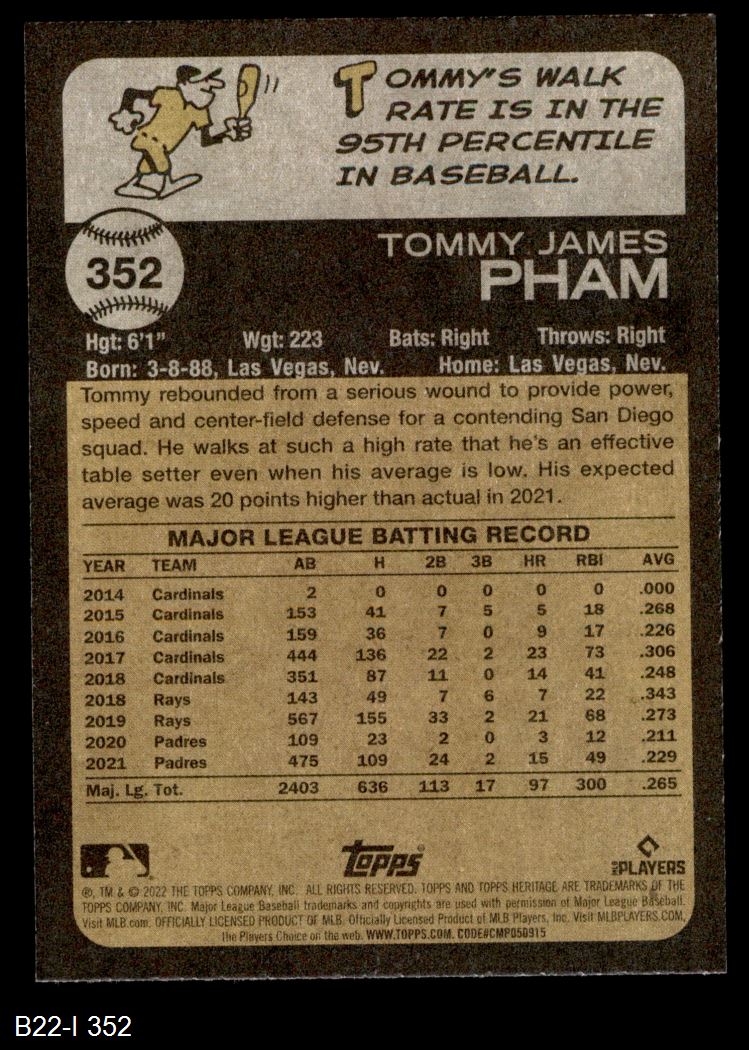 TOMMY'S WALK
RATE IS IN THE
95TH PERCENTILE
IN BASEBALL.
352
TOMMY JAMES
PHAM
Hgt: 6'1" Wgt: 223 Bats: Right Throws: Right
Born: 3-8-88, Las Vegas, Nev. Home: Las Vegas, Nev.
Tommy rebounded from a serious wound to provide power,
speed and center-field defense for a contending San Diego
squad. He walks at such a high rate that he's an effective
table setter even when his average is low. His expected
average was 20 points higher than actual in 2021.
MAJOR LEAGUE BATTING RECORD
YEAR TEAM AB H 2B 3B HR RBI AVG
2014 Cardinals 2 0 0 0 0 0 .000
2015 Cardinals 153 41 7 5 5 18 .268
2016 Cardinals 159 36 7 0 9 17 .226
2017 Cardinals 444 136 22 2 23 73 .306
2018 Cardinals 351 87 11 0 14 41 .248
2018 Rays 143 49 7 6 7 22 .343
2019 Rays 567 155 33 2 21 68 .273
2020 Padres 109 23 2 0 3 12 .211
2021 Padres 475 109 24 2 15 49 .229
Maj. Lg. Tot. 2403 636 113 17 97 300 .265
Topps
MLB PLAYERS
®, TM & © 2022 THE TOPPS COMPANY, INC. ALL RIGHTS RESERVED. TOPPS AND TOPPS HERITAGE ARE TRADEMARKS OF THE
TOPPS COMPANY, INC. Major League Baseball trademarks and copyrights are used with permission of Major League Baseball.
Visit MLB.com. OFFICIALLY LICENSED PRODUCT OF MLB. Officially Licensed Product of MLB Players, Inc. Visit MLBPLAYERS.COM,
the Players Choice on the web. WWW.TOPPS.COM. CODE#CMP050915
B22-I 352